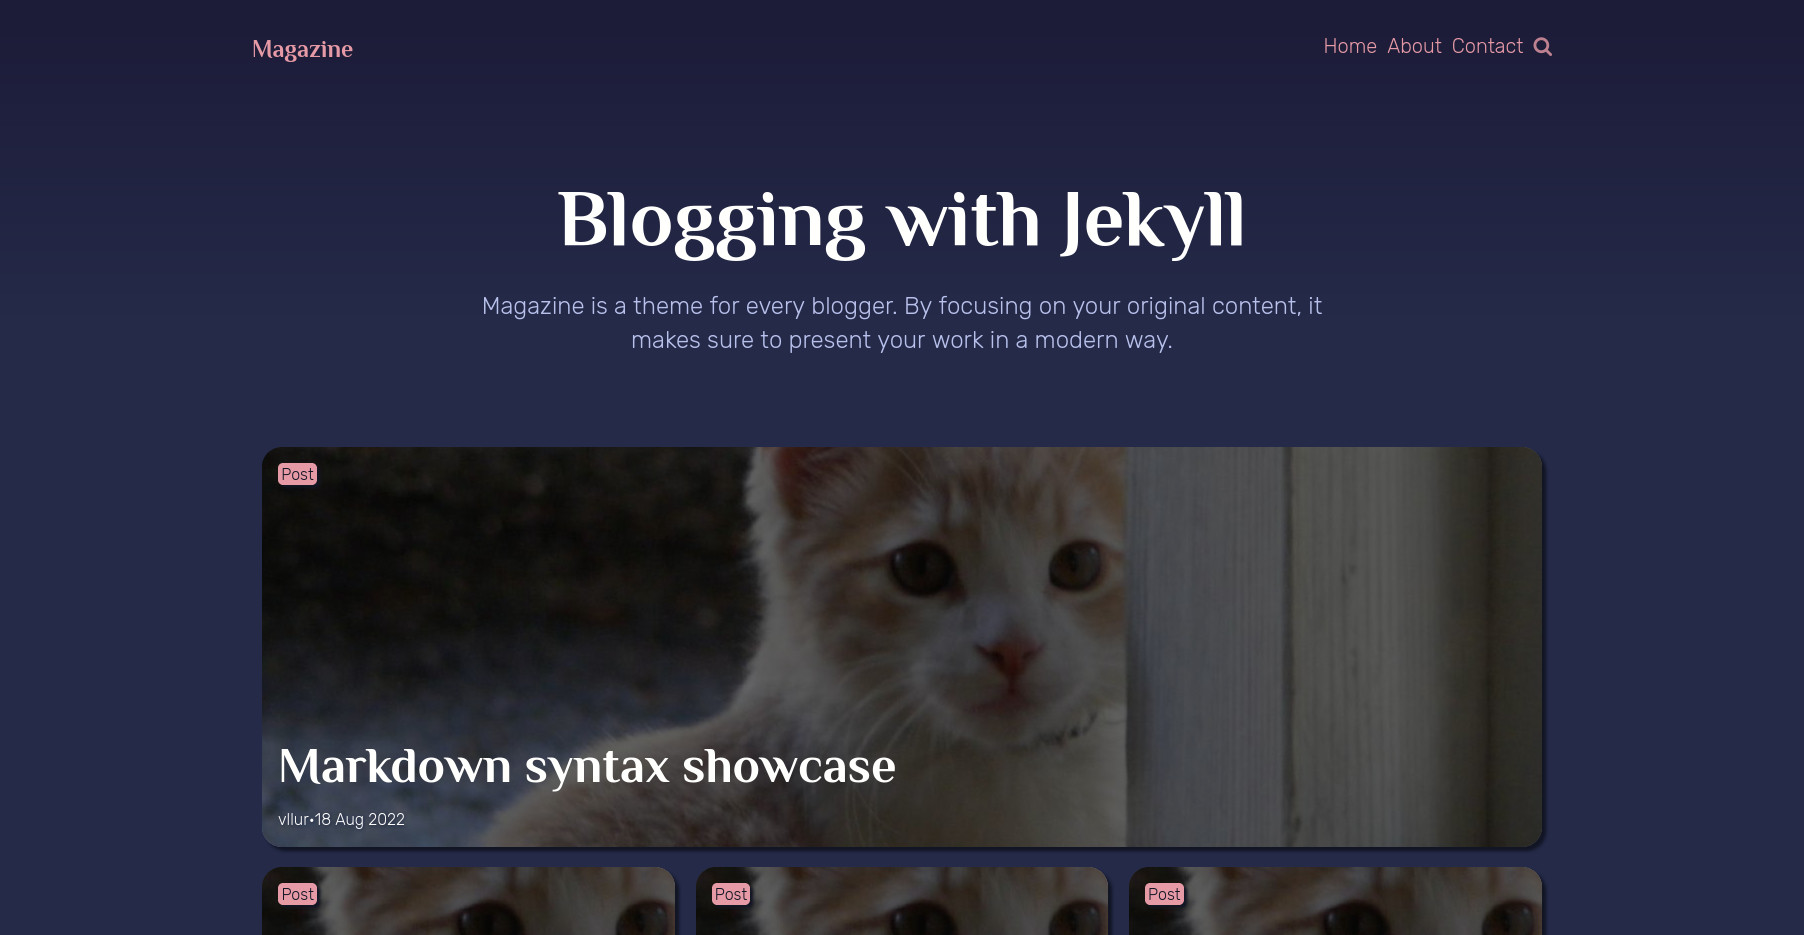 Magazine
Home About Contact
Blogging with Jekyll
Magazine is a theme for every blogger. By focusing on your original content, it
makes sure to present your work in a modern way.
Post
Markdown syntax showcase
vllur•18 Aug 2022
Post
Post
Post